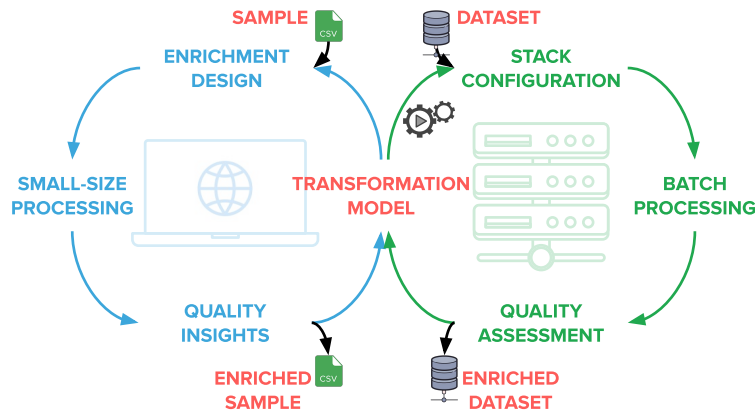 SAMPLE
CSV
DATASET
ENRICHMENT
DESIGN
STACK
CONFIGURATION
SMALL-SIZE
PROCESSING
TRANSFORMATION
MODEL
BATCH
PROCESSING
QUALITY
INSIGHTS
QUALITY
ASSESSMENT
ENRICHED
SAMPLE
CSV
ENRICHED
DATASET